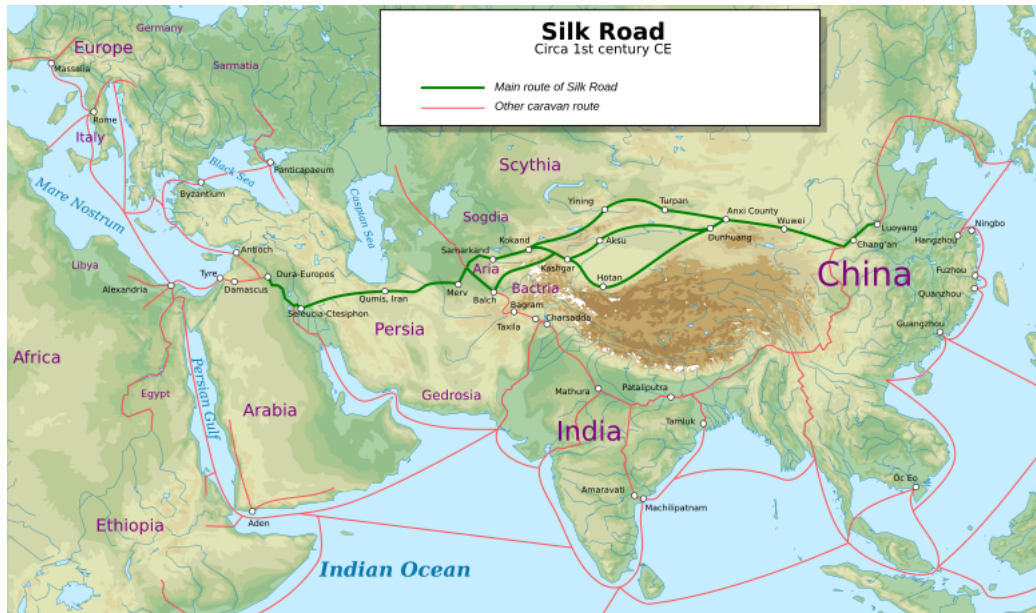 Silk Road
Circa 1st century CE
Main route of Silk Road
Other caravan route
Germany
Europe
Massalia
Sarmatia
Rome
Italy
Black Sea
Panticapaeum
Byzantium
Mare Nostrum
Caspian Sea
Scythia
Yining
Turpan
Anxi County
Wuwei
Luoyang
Ningbo
Sogdia
Kokand
Aksu
Dunhuang
Chang'an
Hangzhou
Samarkand
Antioch
Libya
Tyre
Dura-Europos
Aria
Kashgar
Hotan
China
Fuzhou
Alexandria
Damascus
Qumis, Iran
Merv
Balch
Bactria
Quanzhou
Seleucia-Ctesiphon
Bagram
Charsadda
Persia
Taxila
Guangzhou
Africa
Persian Gulf
Egypt
Arabia
Gedrosia
Mathura
Pataliputra
India
Tamluk
Oc Eo
Amaravati
Machilipatnam
Ethiopia
Aden
Indian Ocean